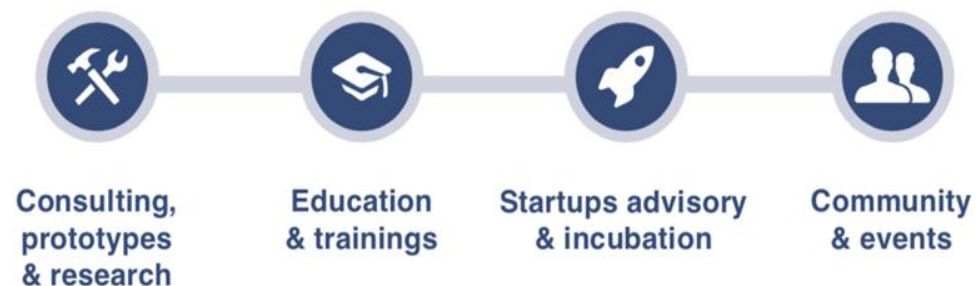 Consulting,
prototypes
& research
Education
& trainings
Startups advisory
& incubation
Community
& events